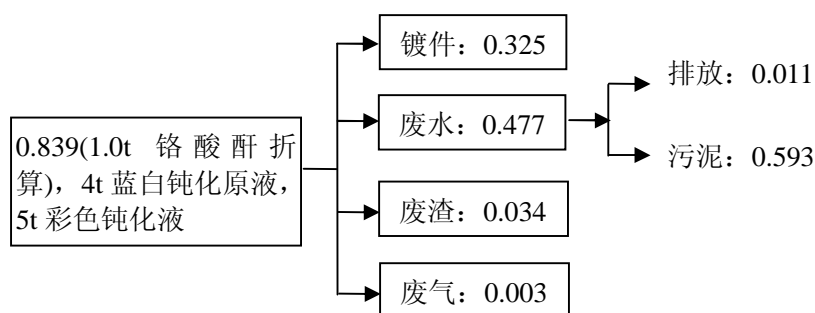 镀件：0.325
排放：0.011
废水：0.477
0.839(1.0t 铬酸酐折
算)，4t 蓝白钝化原液，
5t 彩色钝化液
污泥：0.593
废渣：0.034
废气：0.003